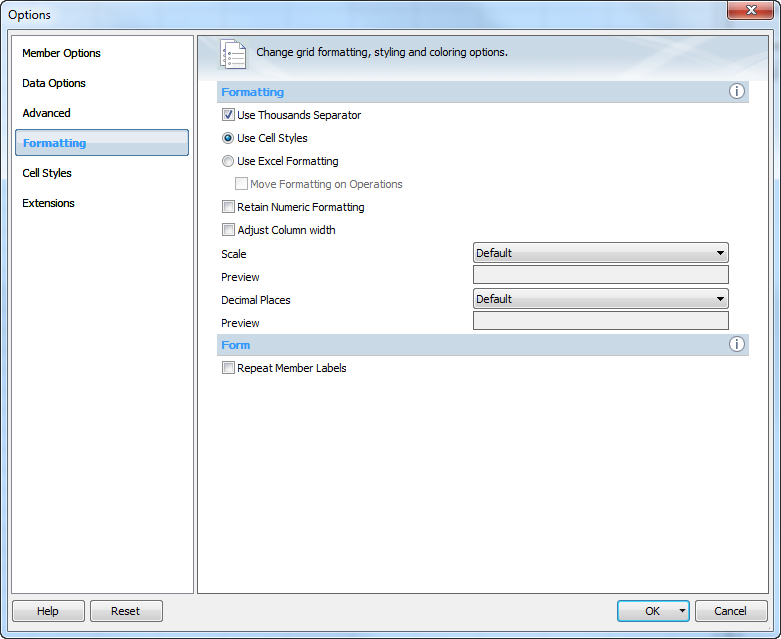 Options
Member Options
Data Options
Advanced
Formatting
Cell Styles
Extensions
Change grid formatting, styling and coloring options.
Formatting
Use Thousands Separator
Use Cell Styles
Use Excel Formatting
Move Formatting on Operations
Retain Numeric Formatting
Adjust Column width
Scale Default
Preview
Decimal Places Default
Preview
Form
Repeat Member Labels
Help Reset OK Cancel